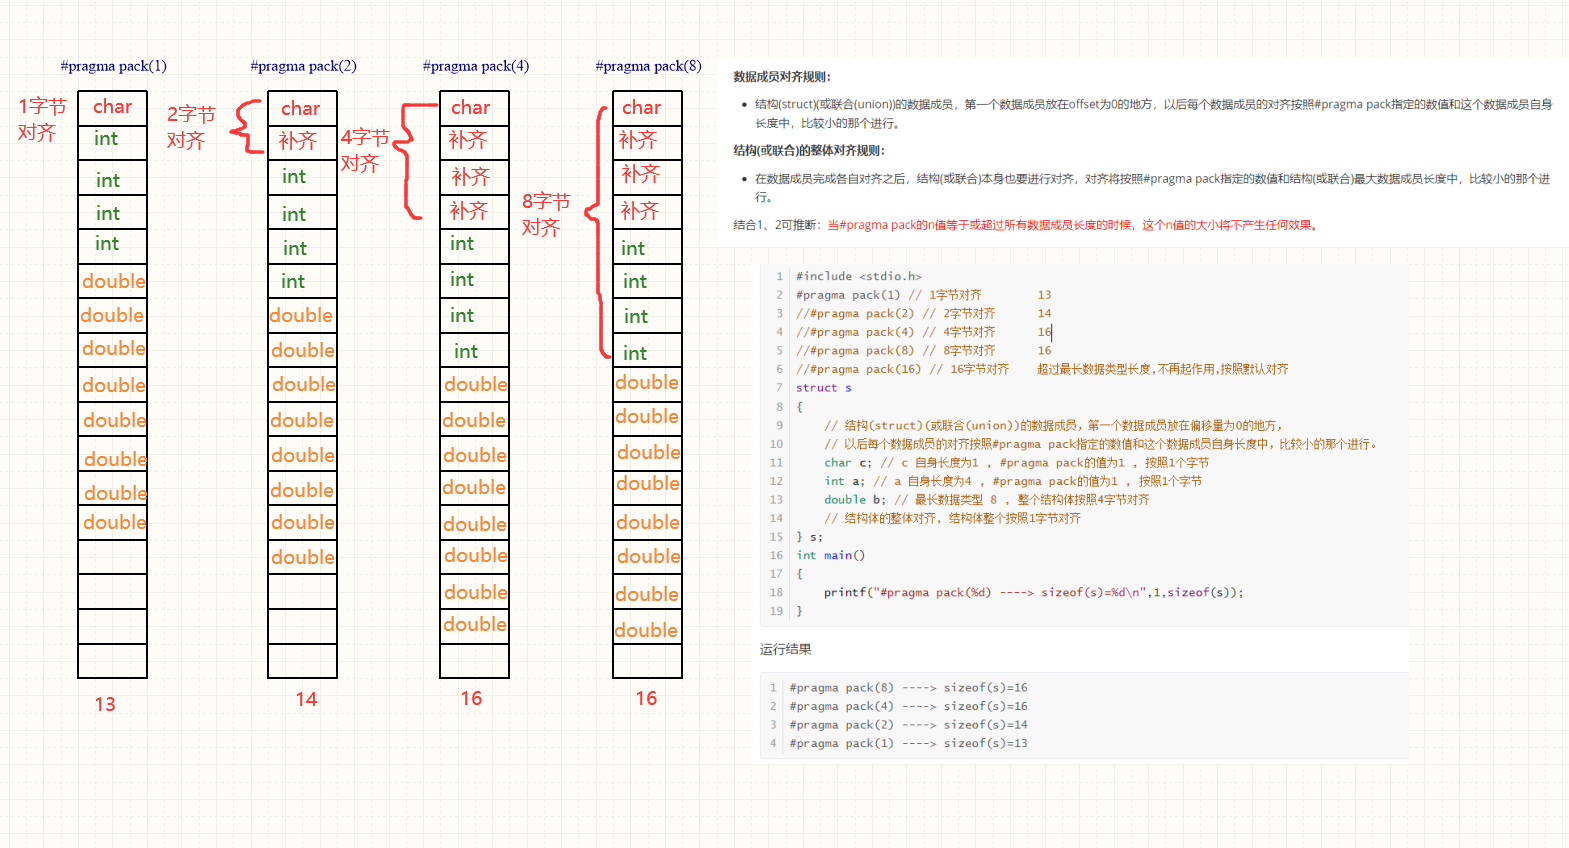 #pragma pack(1)
1字节
对齐
char
int
int
int
int
double
double
double
double
double
double
double
double
13
#pragma pack(2)
2字节
对齐
char
补齐
int
int
int
int
double
double
double
double
double
double
double
double
14
#pragma pack(4)
4字节
对齐
char
补齐
补齐
补齐
int
int
int
int
double
double
double
double
double
double
double
double
16
#pragma pack(8)
8字节
对齐
char
补齐
补齐
补齐
int
int
int
int
double
double
double
double
double
double
double
double
16
数据成员对齐规则：
• 结构(struct)(或联合(union))的数据成员，第一个数据成员放在offset为0的地方，以后每个数据成员的对齐按照#pragma pack指定的数值和这个数据成员自身
长度中，比较小的那个进行。
结构(或联合)的整体对齐规则：
• 在数据成员完成各自对齐之后，结构(或联合)本身也要进行对齐，对齐将按照#pragma pack指定的数值和结构(或联合)最大数据成员长度中，比较小的那个进
行。
结合1、2可推断：当#pragma pack的n值等于或超过所有数据成员长度的时候，这个n值的大小将不产生任何效果。
1 #include <stdio.h>
2 #pragma pack(1) // 1字节对齐 13
3 //#pragma pack(2) // 2字节对齐 14
4 //#pragma pack(4) // 4字节对齐 16
5 //#pragma pack(8) // 8字节对齐 16
6 //#pragma pack(16) // 16字节对齐 超过最长数据类型长度,不再起作用,按照默认对齐
7 struct s
8 {
9 // 结构(struct)(或联合(union))的数据成员，第一个数据成员放在偏移量为0的地方，
10 // 以后每个数据成员的对齐按照#pragma pack指定的数值和这个数据成员自身长度中，比较小的那个进行。
11 char c; // c 自身长度为1 , #pragma pack的值为1 , 按照1个字节
12 int a; // a 自身长度为4 , #pragma pack的值为1 , 按照1个字节
13 double b; // 最长数据类型 8 , 整个结构体按照4字节对齐
14 // 结构体的整体对齐, 结构体整个按照1字节对齐
15 } s;
16 int main()
17 {
18 printf("#pragma pack(%d) ----> sizeof(s)=%d\n",1,sizeof(s));
19 }
运行结果
1 #pragma pack(8) ----> sizeof(s)=16
2 #pragma pack(4) ----> sizeof(s)=16
3 #pragma pack(2) ----> sizeof(s)=14
4 #pragma pack(1) ----> sizeof(s)=13